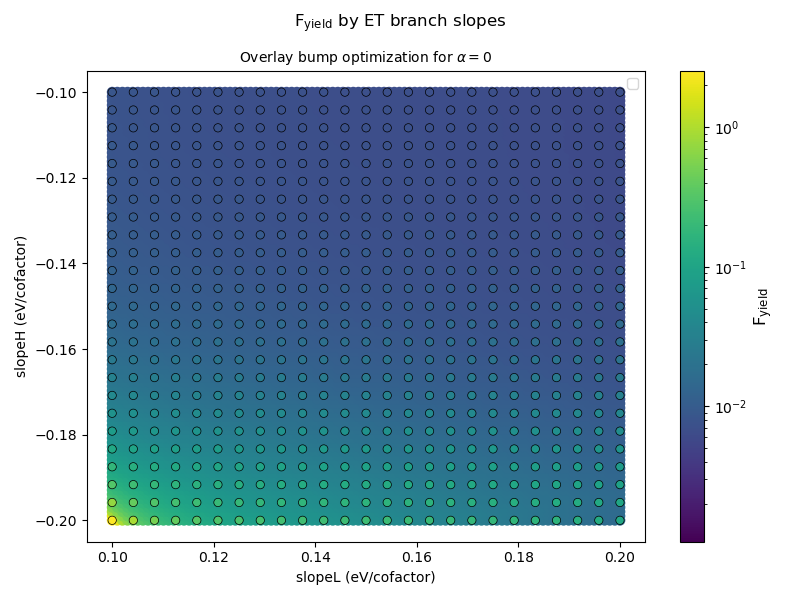 F_yield by ET branch slopes
Overlay bump optimization for α = 0
−0.10
−0.12
−0.14
−0.16
−0.18
−0.20
slopeH (eV/cofactor)
0.10 0.12 0.14 0.16 0.18 0.20
slopeL (eV/cofactor)
10⁰
10⁻¹
10⁻²
F_yield